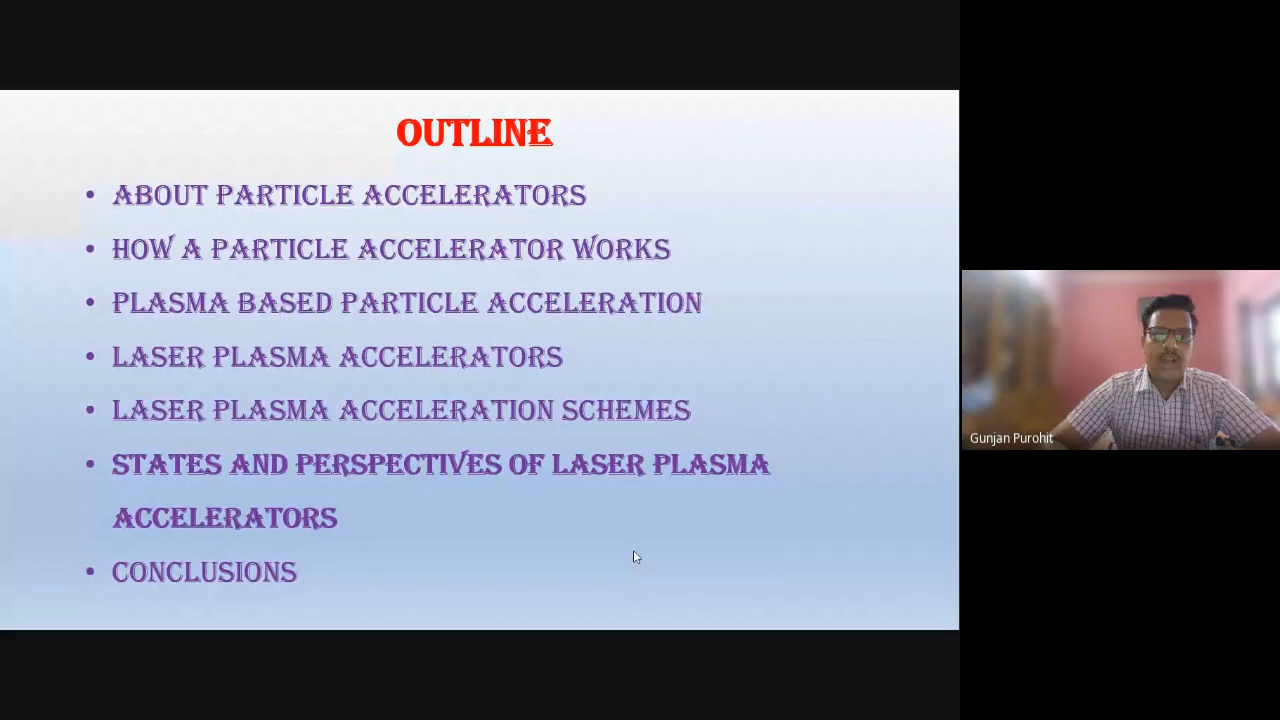 OUTLINE
• ABOUT PARTICLE ACCELERATORS
• HOW A PARTICLE ACCELERATOR WORKS
• PLASMA BASED PARTICLE ACCELERATION
• LASER PLASMA ACCELERATORS
• LASER PLASMA ACCELERATION SCHEMES
• STATES AND PERSPECTIVES OF LASER PLASMA
ACCELERATORS
• CONCLUSIONS
Gunjan Purohit